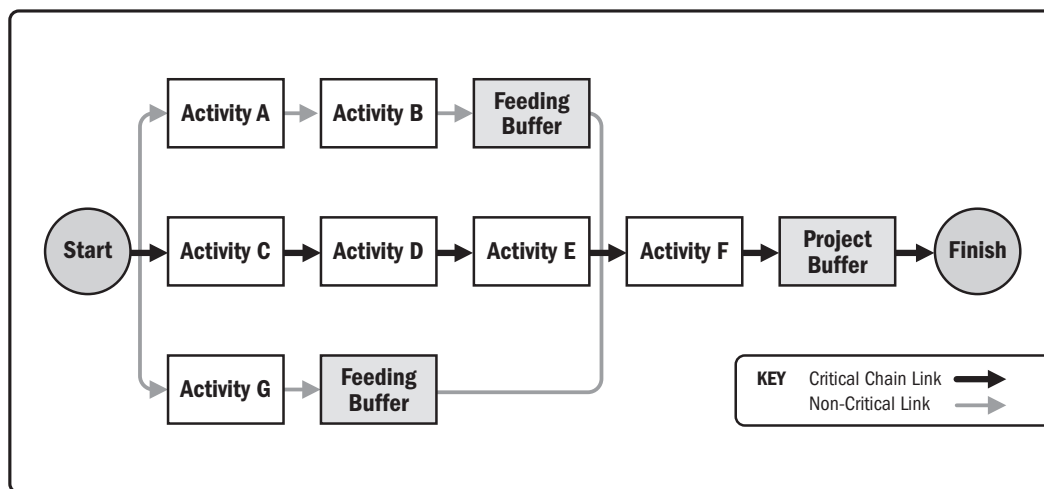 Activity A
Activity B
Feeding
Buffer
Start
Activity C
Activity D
Activity E
Activity F
Project
Buffer
Finish
Activity G
Feeding
Buffer
KEY Critical Chain Link
Non-Critical Link